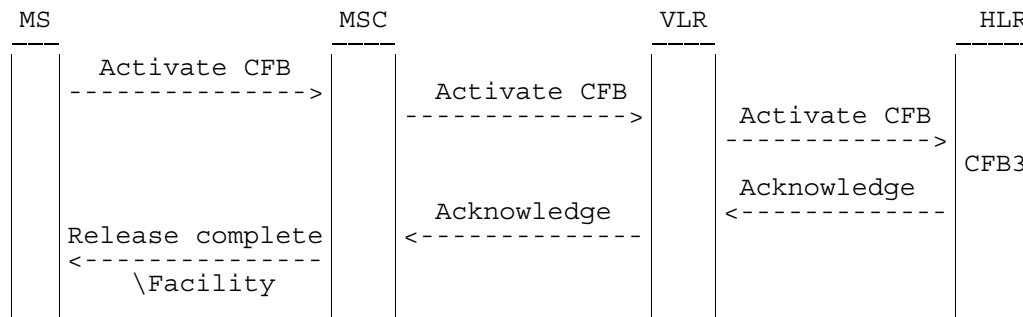 MS MSC VLR HLR
Activate CFB
Activate CFB
Activate CFB
CFB3
Acknowledge
Acknowledge
Release complete
\Facility